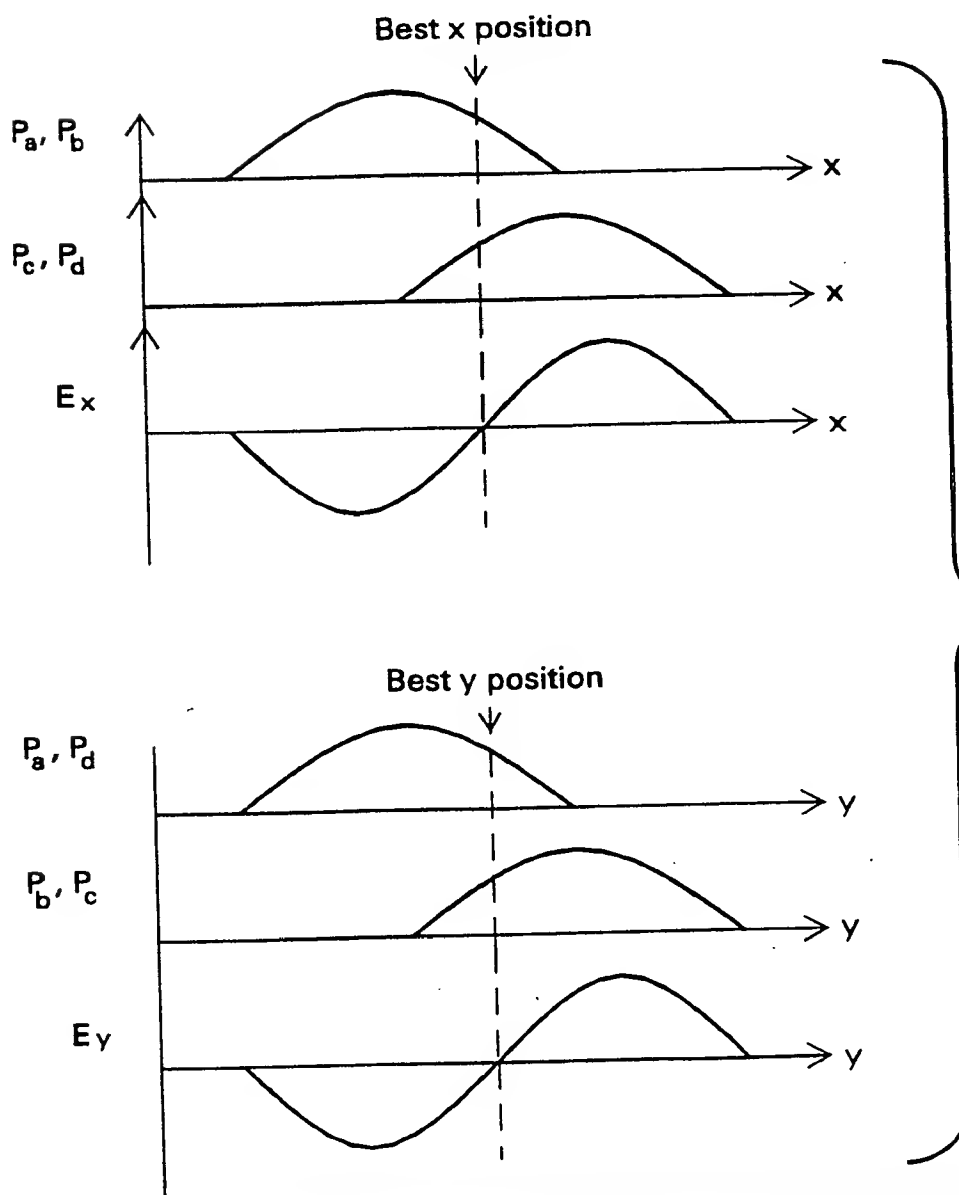 Best x position
Pa, Pb
x
Pc, Pd
x
Ex
x
Best y position
Pa, Pd
y
Pb, Pc
y
Ey
y